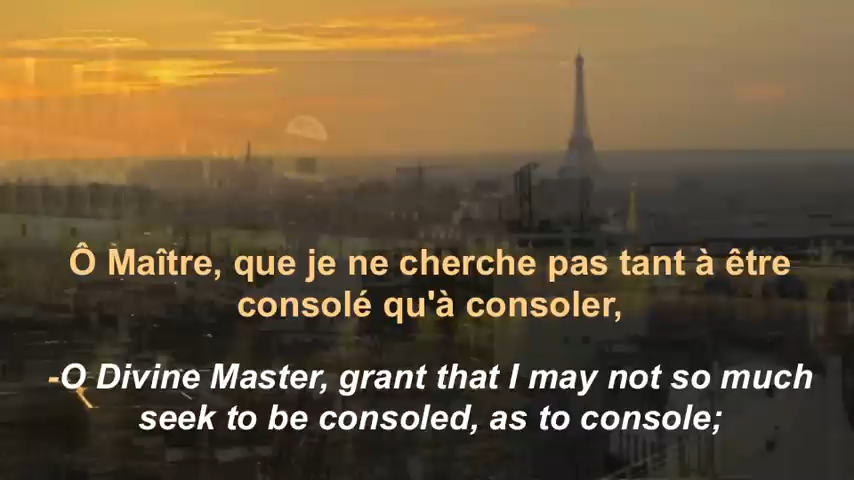 Ô Maître, que je ne cherche pas tant à être
consolé qu'à consoler,
-O Divine Master, grant that I may not so much
seek to be consoled, as to console;